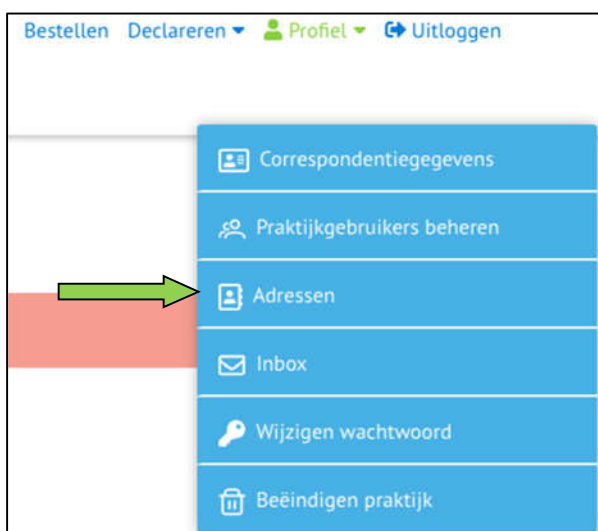 Bestellen Declareren Profiel Uitloggen
Correspondentiegegevens
Praktijkgebruikers beheren
Adressen
Inbox
Wijzigen wachtwoord
Beëindigen praktijk